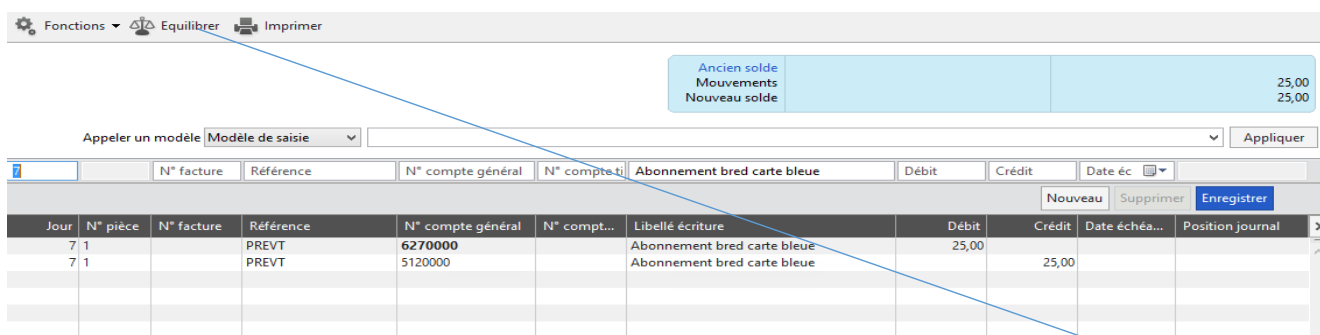 Fonctions Equilibrer Imprimer
Ancien solde
Mouvements 25,00
Nouveau solde 25,00
Appeler un modèle Modèle de saisie Appliquer
7 N° facture Référence N° compte général N° compte ti Abonnement bred carte bleue Débit Crédit Date éc
Nouveau Supprimer Enregistrer
Jour N° pièce N° facture Référence N° compte général N° compt... Libellé écriture Débit Crédit Date échéa... Position journal
7 1 PREVT 6270000 Abonnement bred carte bleue 25,00
7 1 PREVT 5120000 Abonnement bred carte bleue 25,00